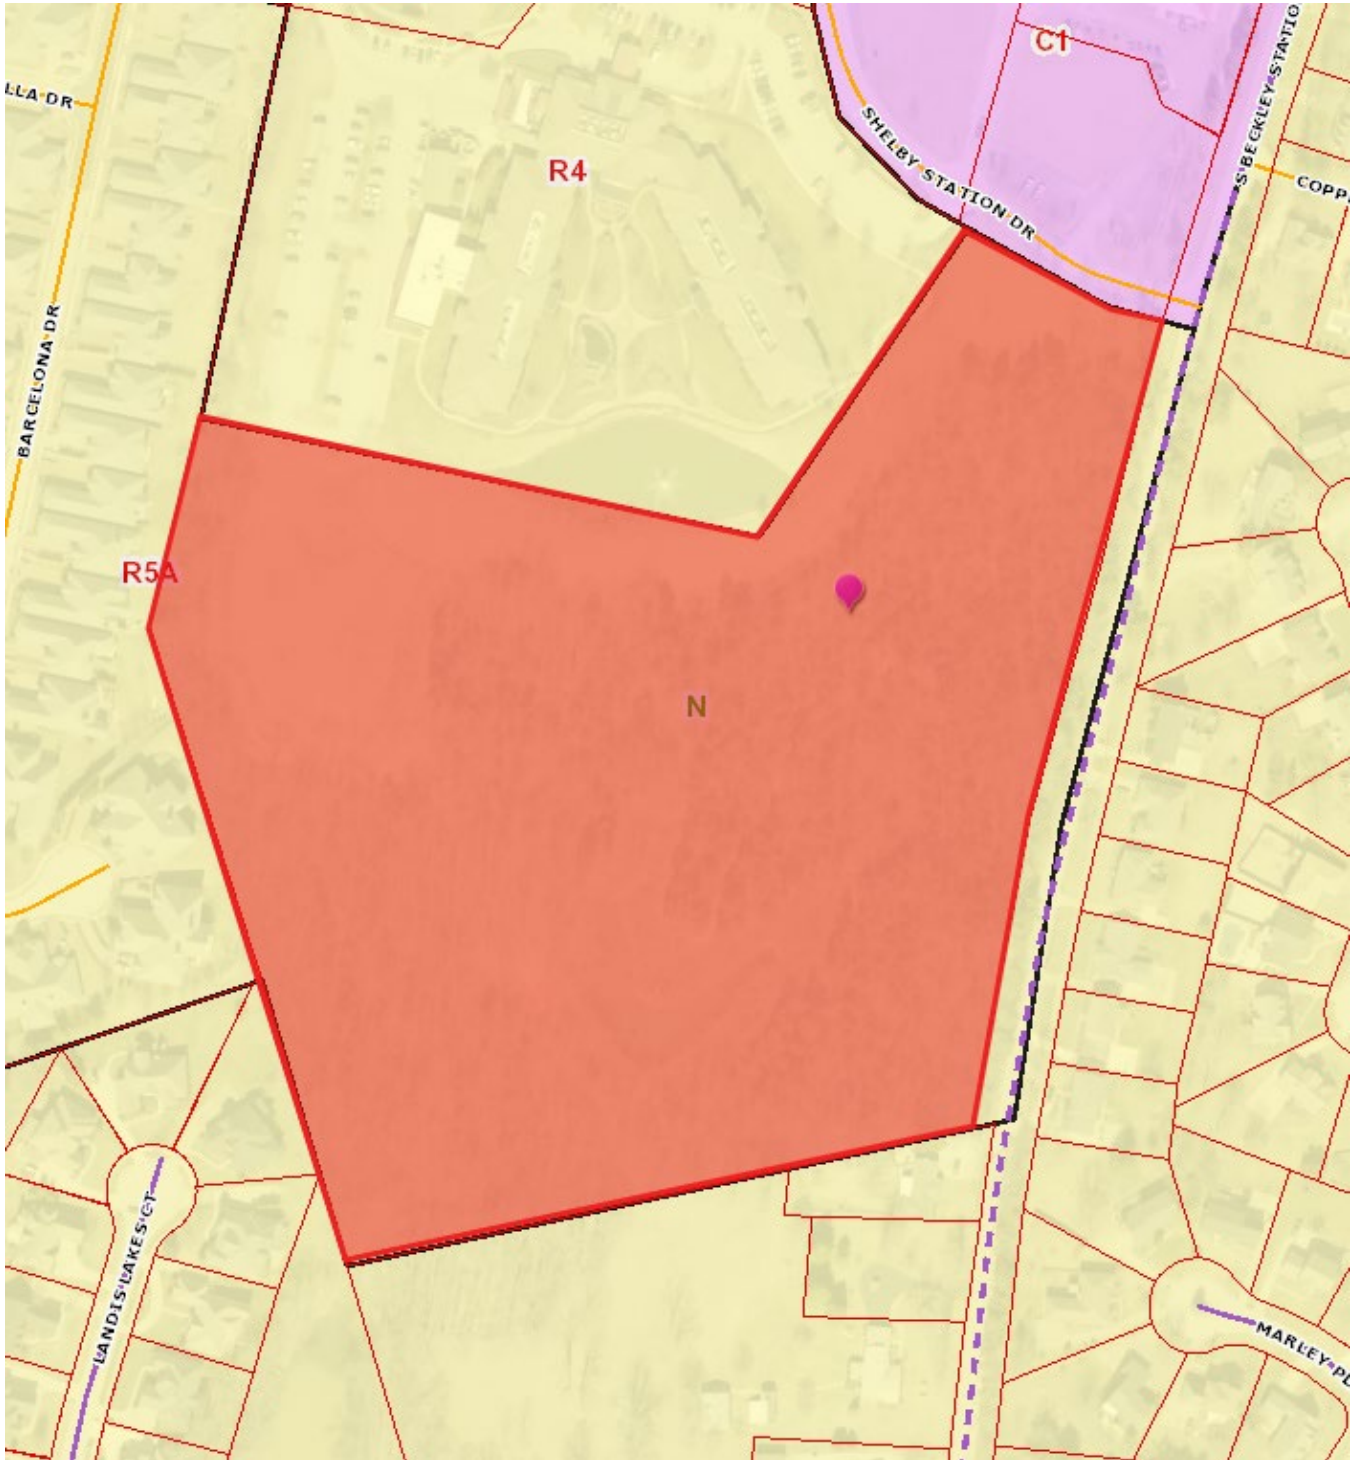 C1
S BECKLEY STATIO
LLA DR
SHELBY STATION DR
R4
COPP
BARCELONA DR
R5A
N
LANDIS LAKES CT
MARLEY PL